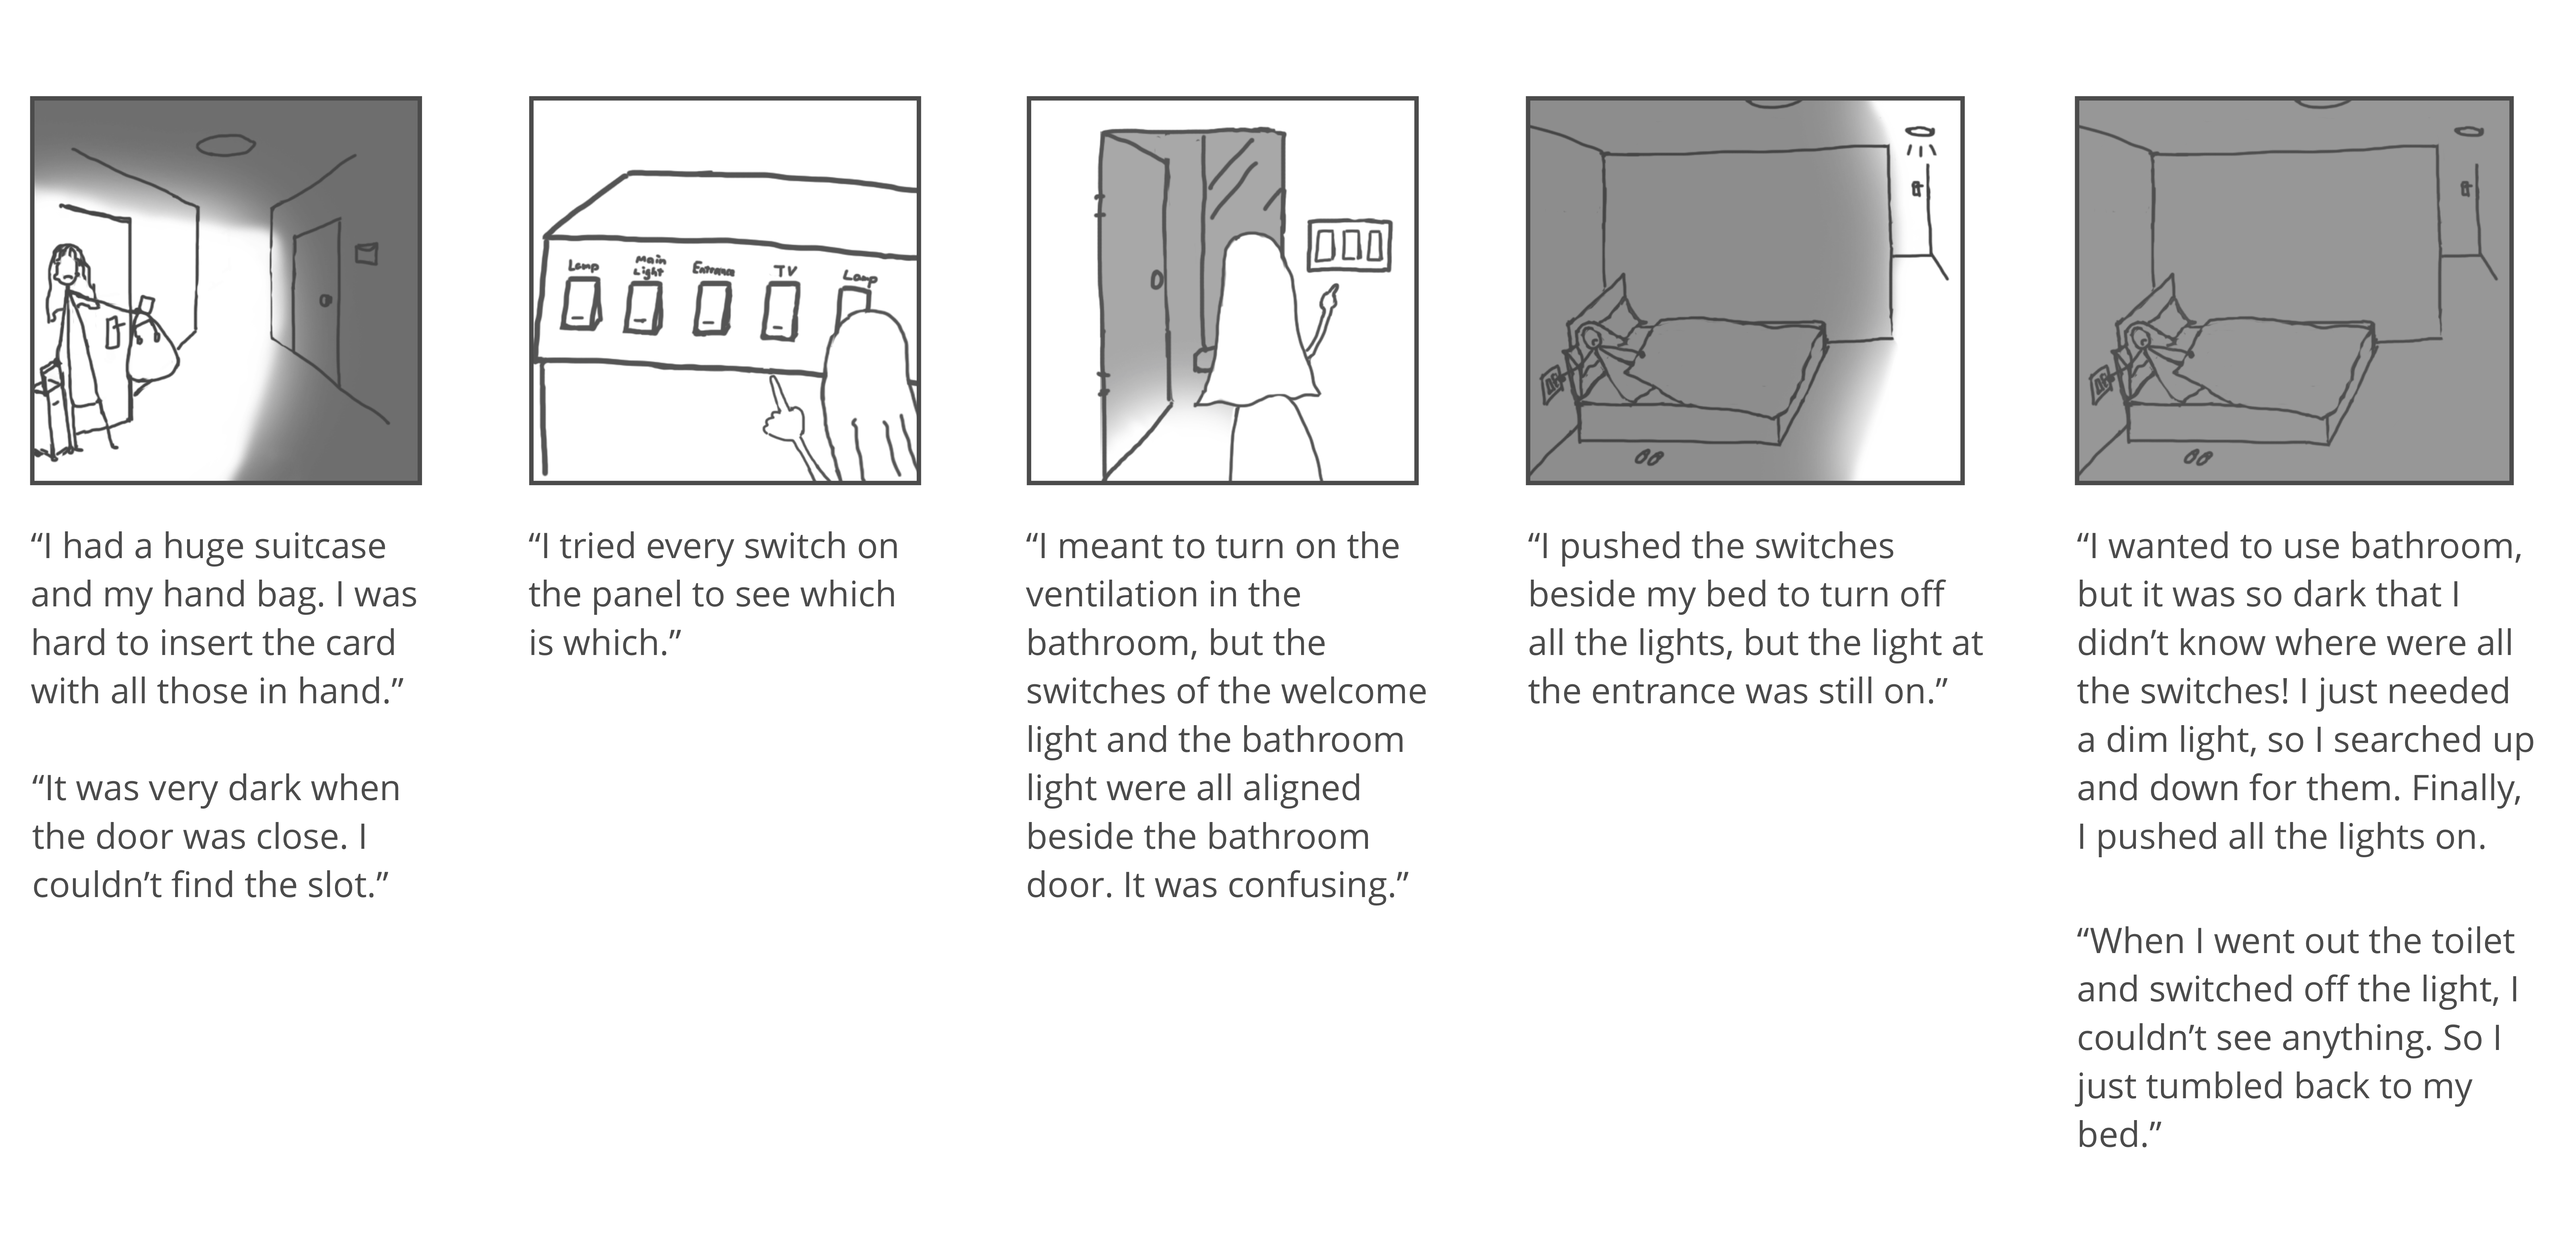 Lamp
Main
Light
Entrance
TV
Lamp
“I had a huge suitcase
and my hand bag. I was
hard to insert the card
with all those in hand.”
“It was very dark when
the door was close. I
couldn’t find the slot.”
“I tried every switch on
the panel to see which
is which.”
“I meant to turn on the
ventilation in the
bathroom, but the
switches of the welcome
light and the bathroom
light were all aligned
beside the bathroom
door. It was confusing.”
“I pushed the switches
beside my bed to turn off
all the lights, but the light at
the entrance was still on.”
“I wanted to use bathroom,
but it was so dark that I
didn’t know where were all
the switches! I just needed
a dim light, so I searched up
and down for them. Finally,
I pushed all the lights on.
“When I went out the toilet
and switched off the light, I
couldn’t see anything. So I
just tumbled back to my
bed.”